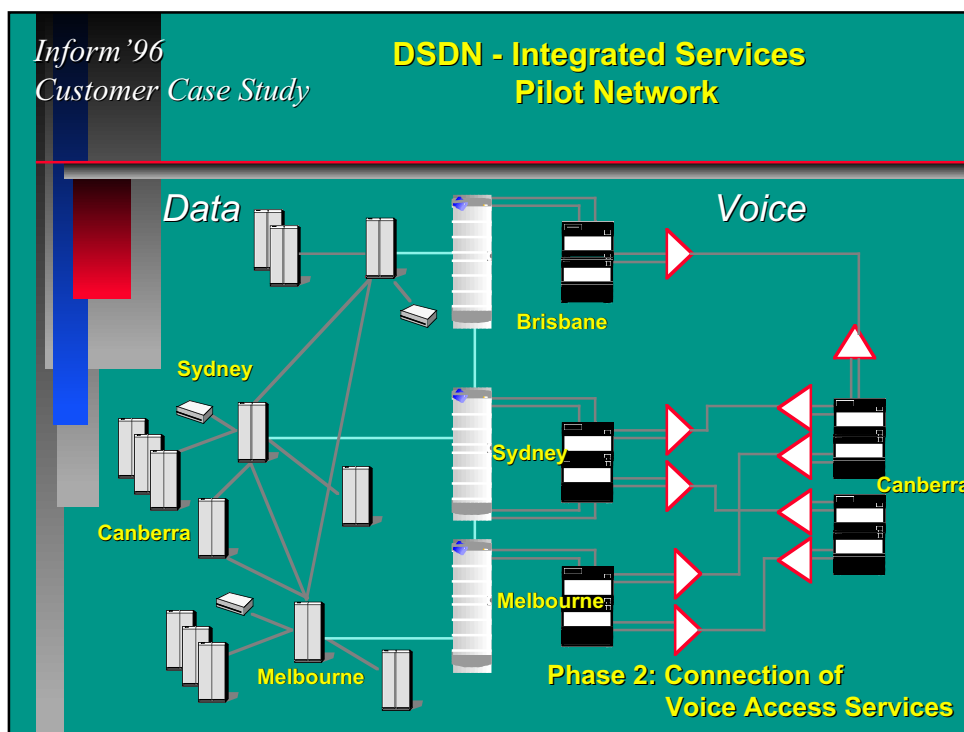 Inform’96
Customer Case Study
DSDN - Integrated Services
Pilot Network
Data
Voice
Brisbane
Sydney
Sydney
Canberra
Canberra
Melbourne
Melbourne
Phase 2: Connection of
Voice Access Services